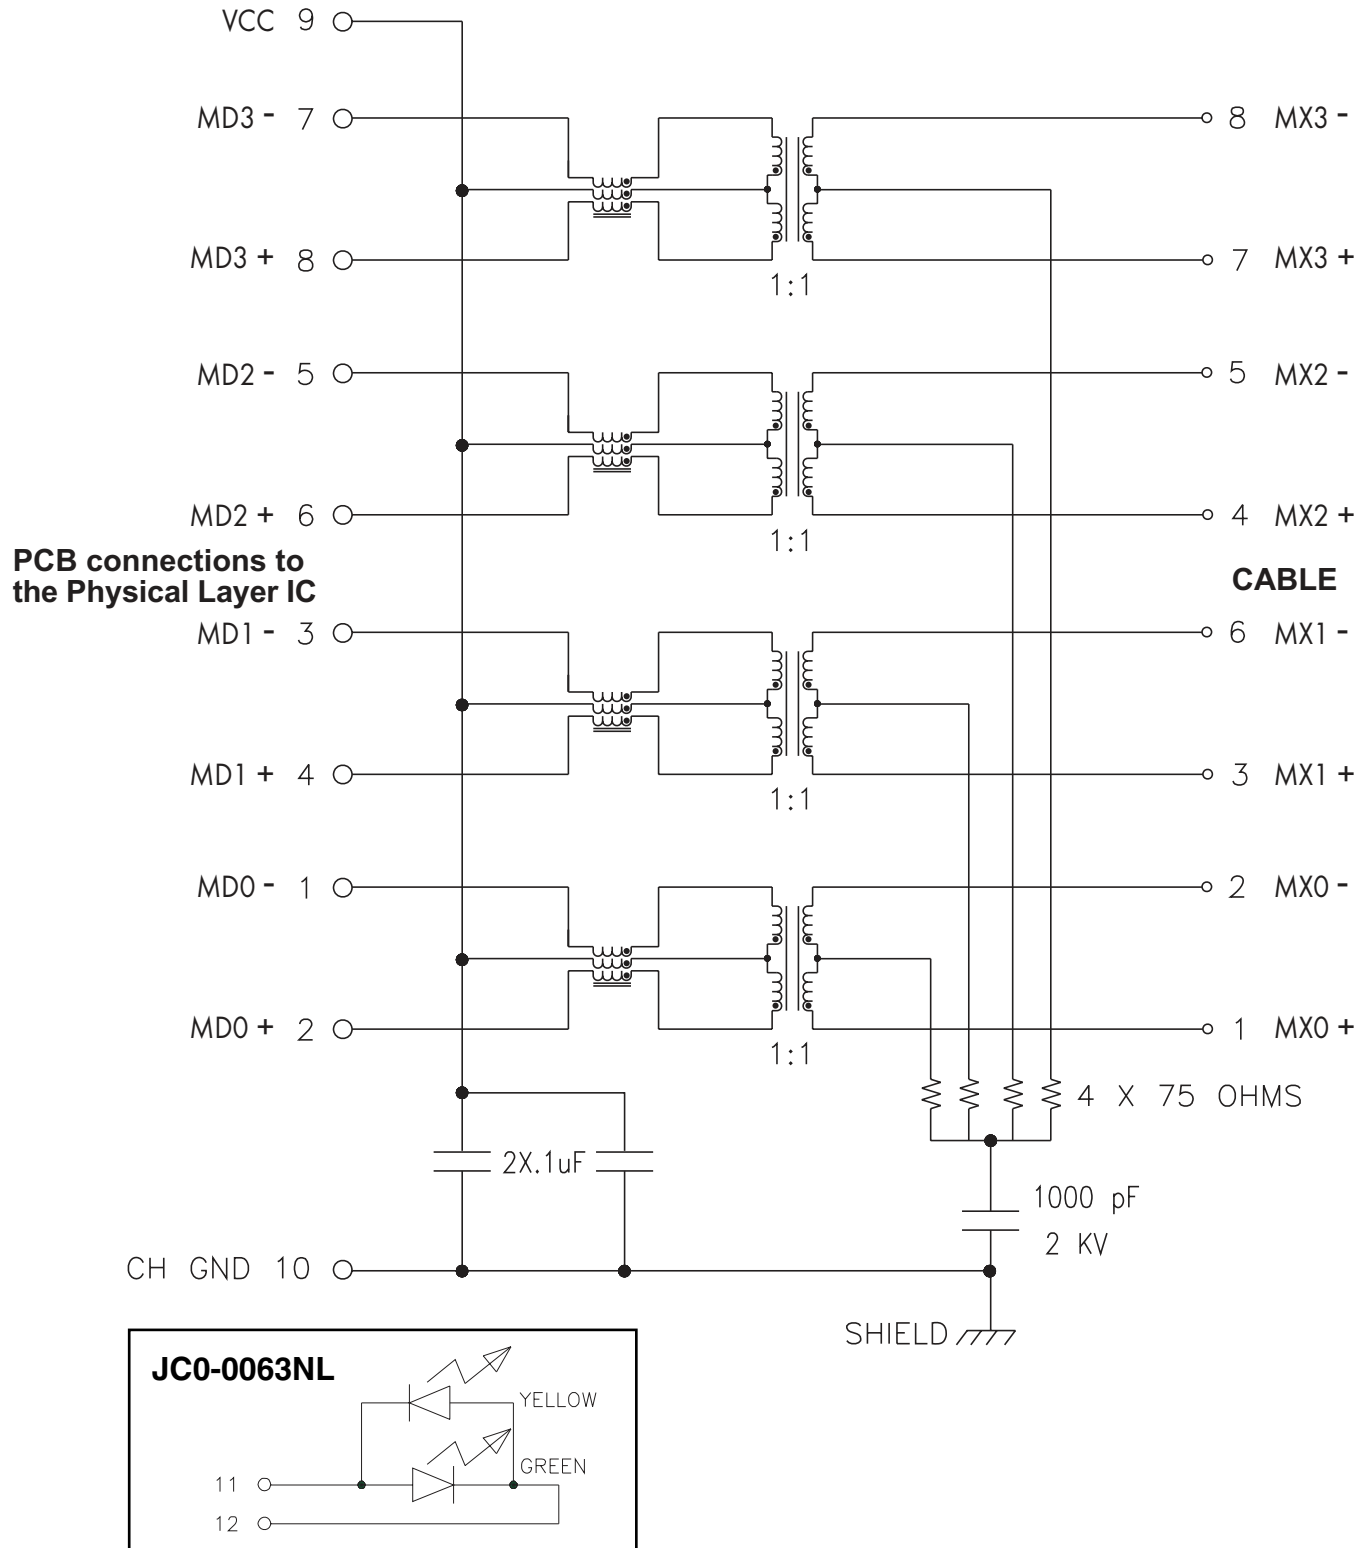 VCC 9
MD3 - 7
8 MX3 -
MD3 + 8
7 MX3 +
1:1
MD2 - 5
5 MX2 -
MD2 + 6
4 MX2 +
1:1
PCB connections to
the Physical Layer IC
CABLE
MD1 - 3
6 MX1 -
MD1 + 4
3 MX1 +
1:1
MD0 - 1
2 MX0 -
MD0 + 2
1 MX0 +
1:1
4 X 75 OHMS
2X.1uF
1000 pF
2 KV
CH GND 10
SHIELD
JC0-0063NL
YELLOW
GREEN
11
12